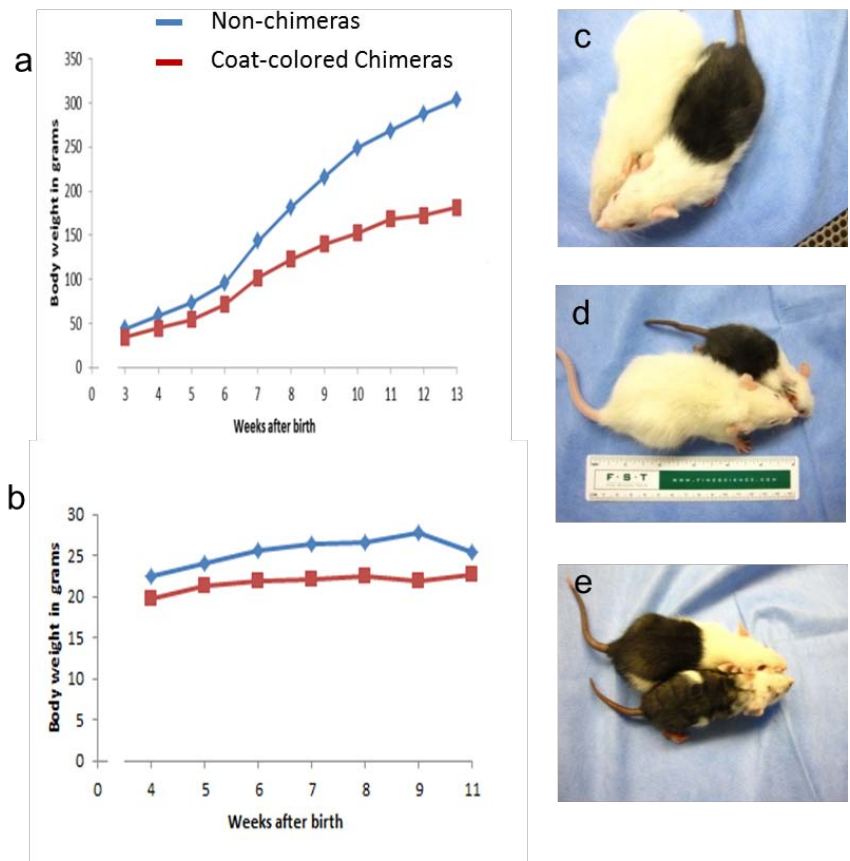 a
Non-chimeras
Coat-colored Chimeras
350
300
250
200
150
100
50
0
Body weight in grams
0 3 4 5 6 7 8 9 10 11 12 13
Weeks after birth
b
30
25
20
15
10
5
0
Body weight in grams
0 4 5 6 7 8 9 11
Weeks after birth
c
d
F·S·T
WWW.FINESCIENCE.COM
e